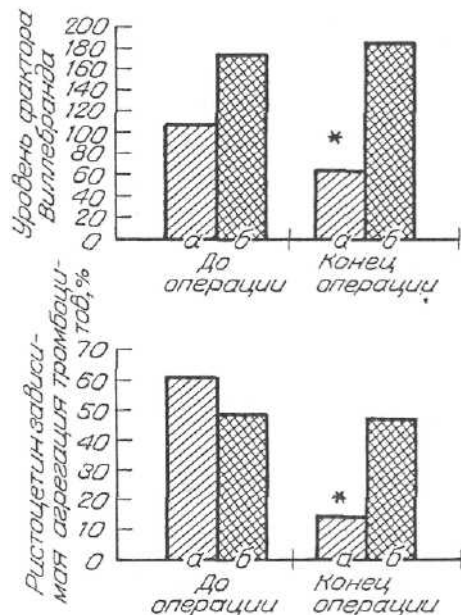 Уровень фактора
Виллебранда
200
180
160
140
120
100
80
60
40
20
0
*
а б а б
До операции
Конец операции
Ристоцетинзависи-
мая агрегация тромбоци-
тов, %
70
60
50
40
30
20
10
0
*
а б а б
До операции
Конец операции